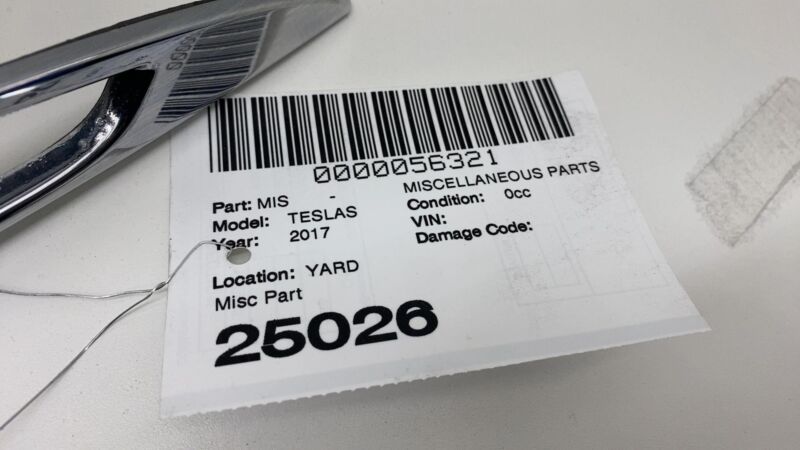 0000056321
Part: MIS - MISCELLANEOUS PARTS
Model: TESLAS Condition: 0cc
Year: 2017 VIN:
Damage Code:
Location: YARD
Misc Part
25026